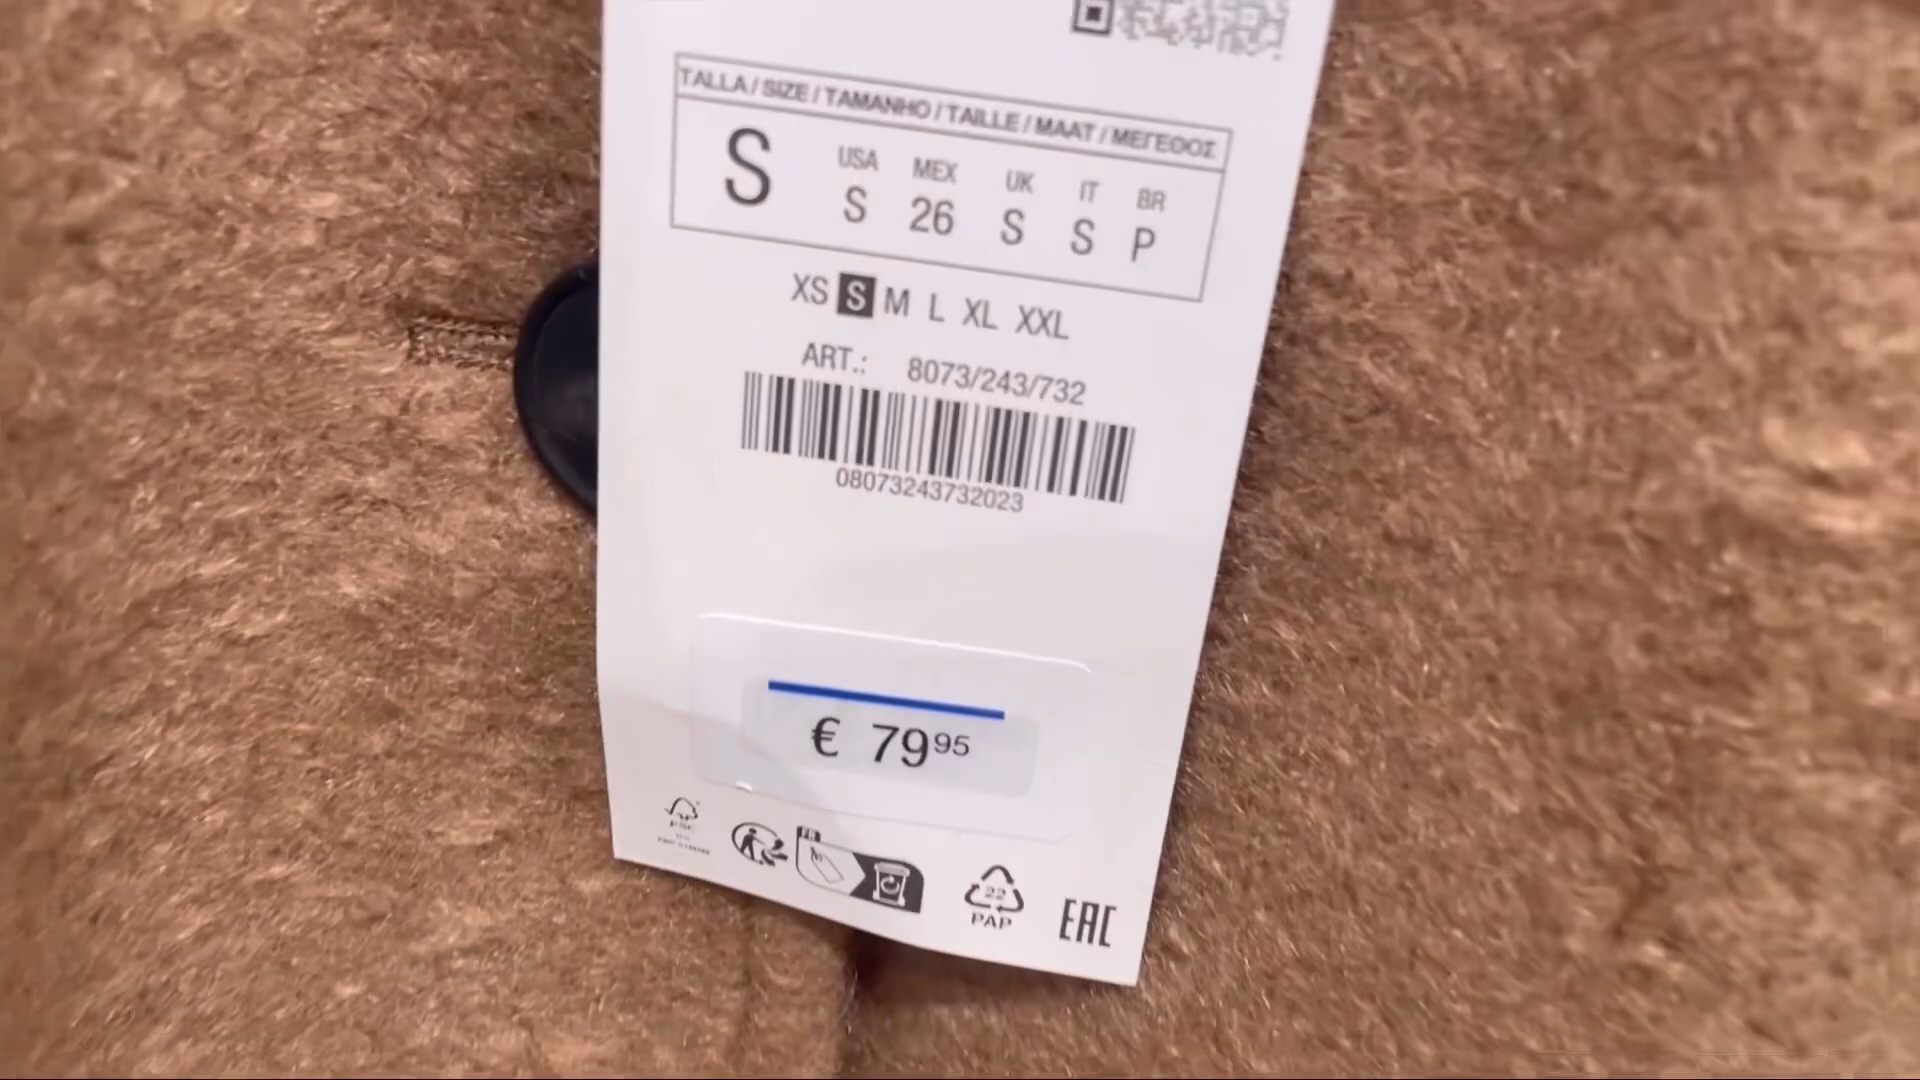 TALLA / SIZE / TAMANHO / TAILLE / MAAT / ΜΕΓΕΘΟΣ
USA MEX UK IT BR
S S 26 S S P
XS S M L XL XXL
ART.: 8073/243/732
08073243732023
€ 79 95
FR
22
PAP
EAC